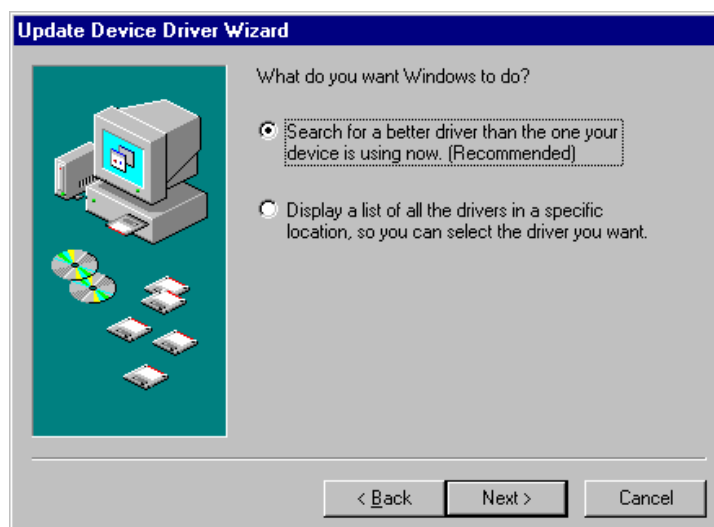 Update Device Driver Wizard
What do you want Windows to do?
Search for a better driver than the one your
device is using now. (Recommended)
Display a list of all the drivers in a specific
location, so you can select the driver you want.
< Back
Next >
Cancel